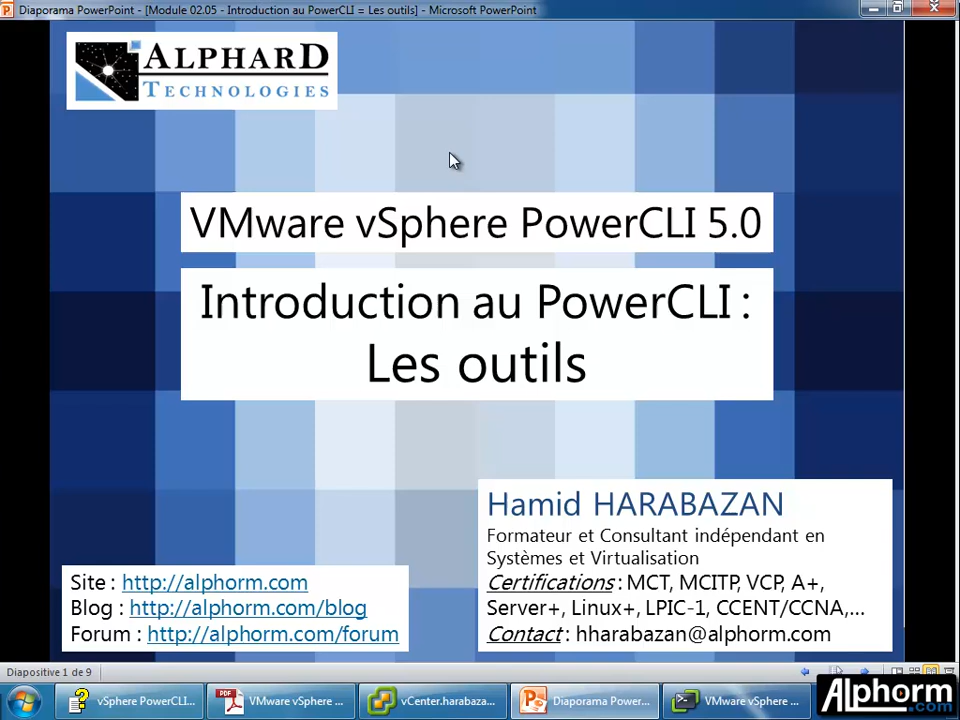 Diaporama PowerPoint - [Module 02.05 - Introduction au PowerCLI = Les outils] - Microsoft PowerPoint
ALPHARD
TECHNOLOGIES
VMware vSphere PowerCLI 5.0
Introduction au PowerCLI :
Les outils
Hamid HARABAZAN
Formateur et Consultant indépendant en
Systèmes et Virtualisation
Certifications : MCT, MCITP, VCP, A+,
Server+, Linux+, LPIC-1, CCENT/CCNA,...
Contact : hharabazan@alphorm.com
Site : http://alphorm.com
Blog : http://alphorm.com/blog
Forum : http://alphorm.com/forum
Diapositive 1 de 9
vSphere PowerCLI...
VMware vSphere ...
vCenter.harabaza...
Diaporama Power...
VMware vSphere ...
Alphorm
.com